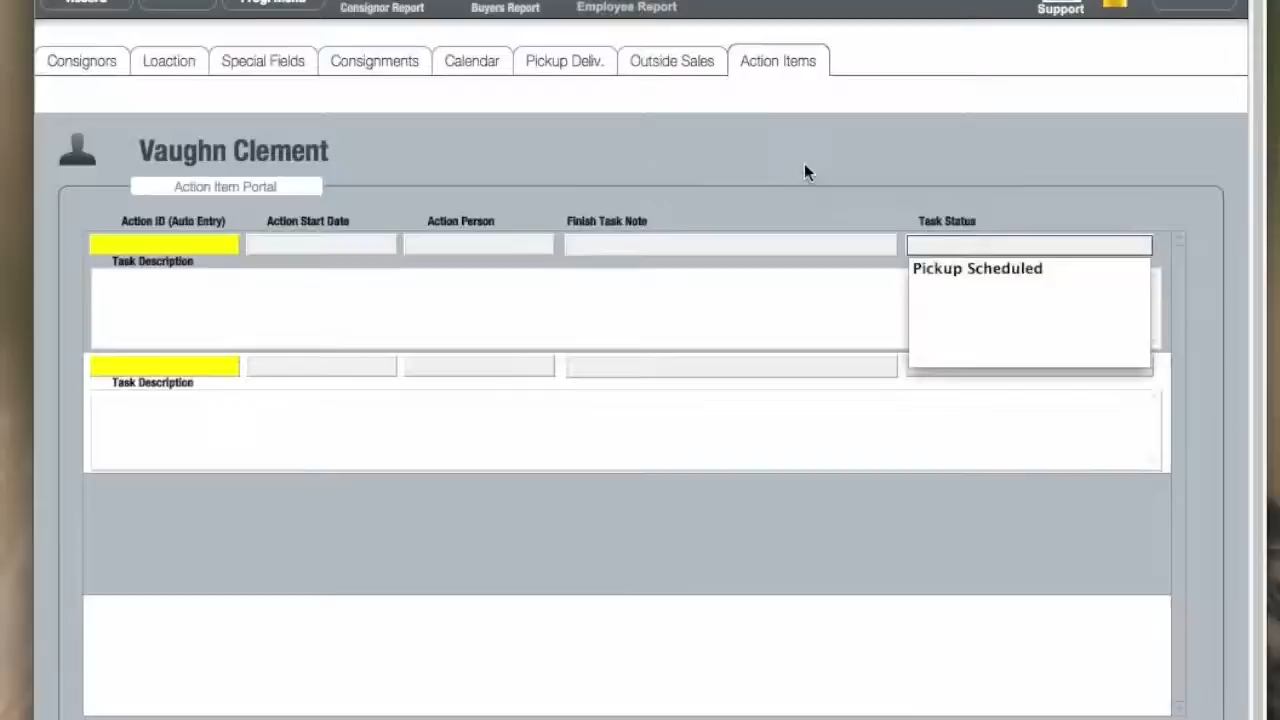 Record
Consignor Report
Buyers Report
Employee Report
Support
Consignors
Loaction
Special Fields
Consignments
Calendar
Pickup Deliv.
Outside Sales
Action Items
Vaughn Clement
Action Item Portal
Action ID (Auto Entry)
Action Start Date
Action Person
Finish Task Note
Task Status
Task Description
Pickup Scheduled
Task Description